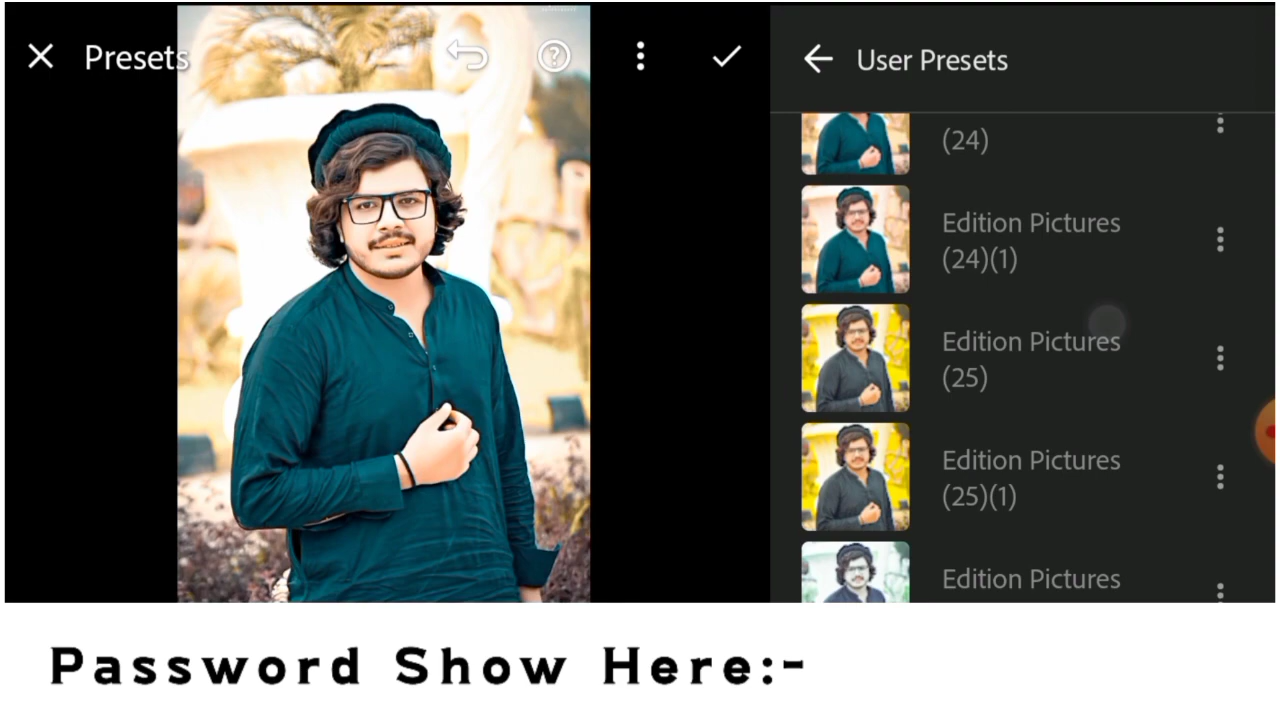 Presets
User Presets
(24)
Edition Pictures
(24)(1)
Edition Pictures
(25)
Edition Pictures
(25)(1)
Edition Pictures
Password Show Here:-